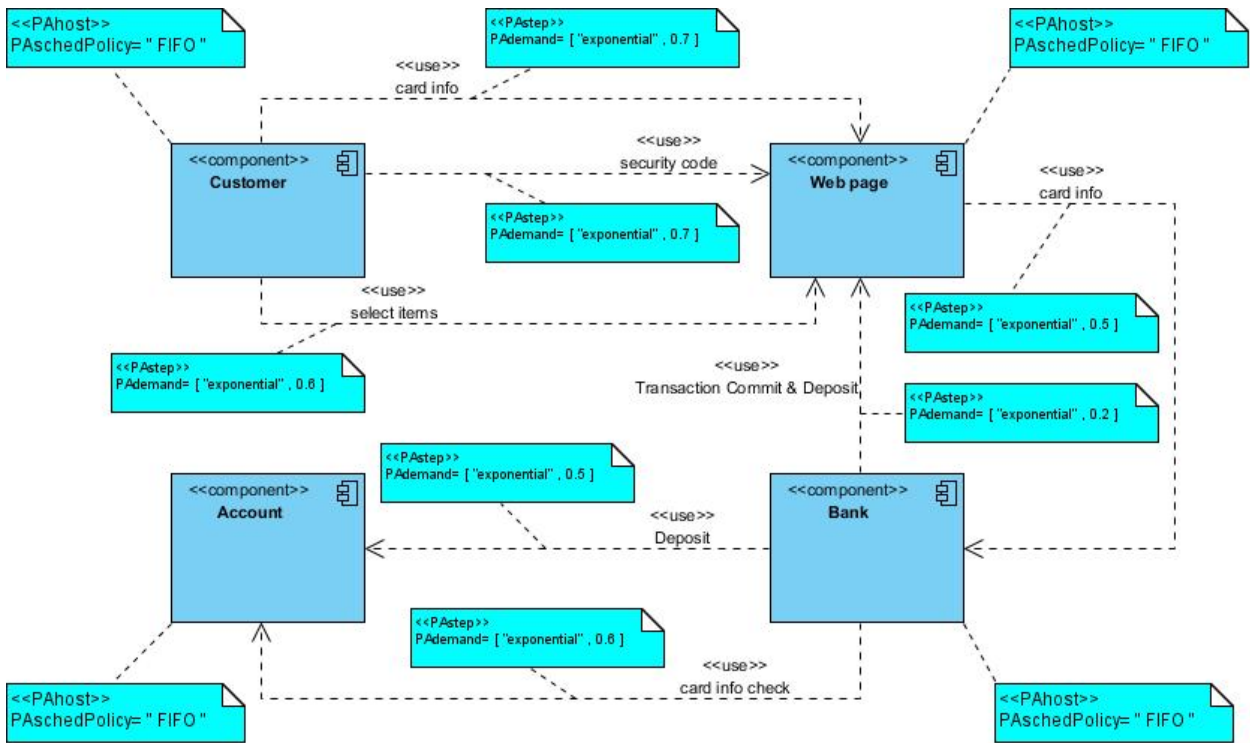 <<PAhost>>
PAschedPolicy= " FIFO "
<<PAstep>>
PAdemand= [ "exponential" , 0.7 ]
<<PAhost>>
PAschedPolicy= " FIFO "
<<use>>
card info
<<component>>
Customer
<<use>>
security code
<<component>>
Web page
<<use>>
card info
<<PAstep>>
PAdemand= [ "exponential" , 0.7 ]
<<use>>
select items
<<PAstep>>
PAdemand= [ "exponential" , 0.5 ]
<<PAstep>>
PAdemand= [ "exponential" , 0.6 ]
<<use>>
Transaction Commit & Deposit
<<PAstep>>
PAdemand= [ "exponential" , 0.2 ]
<<PAstep>>
PAdemand= [ "exponential" , 0.5 ]
<<component>>
Account
<<use>>
Deposit
<<component>>
Bank
<<PAstep>>
PAdemand= [ "exponential" , 0.6 ]
<<use>>
card info check
<<PAhost>>
PAschedPolicy= " FIFO "
<<PAhost>>
PAschedPolicy= " FIFO "